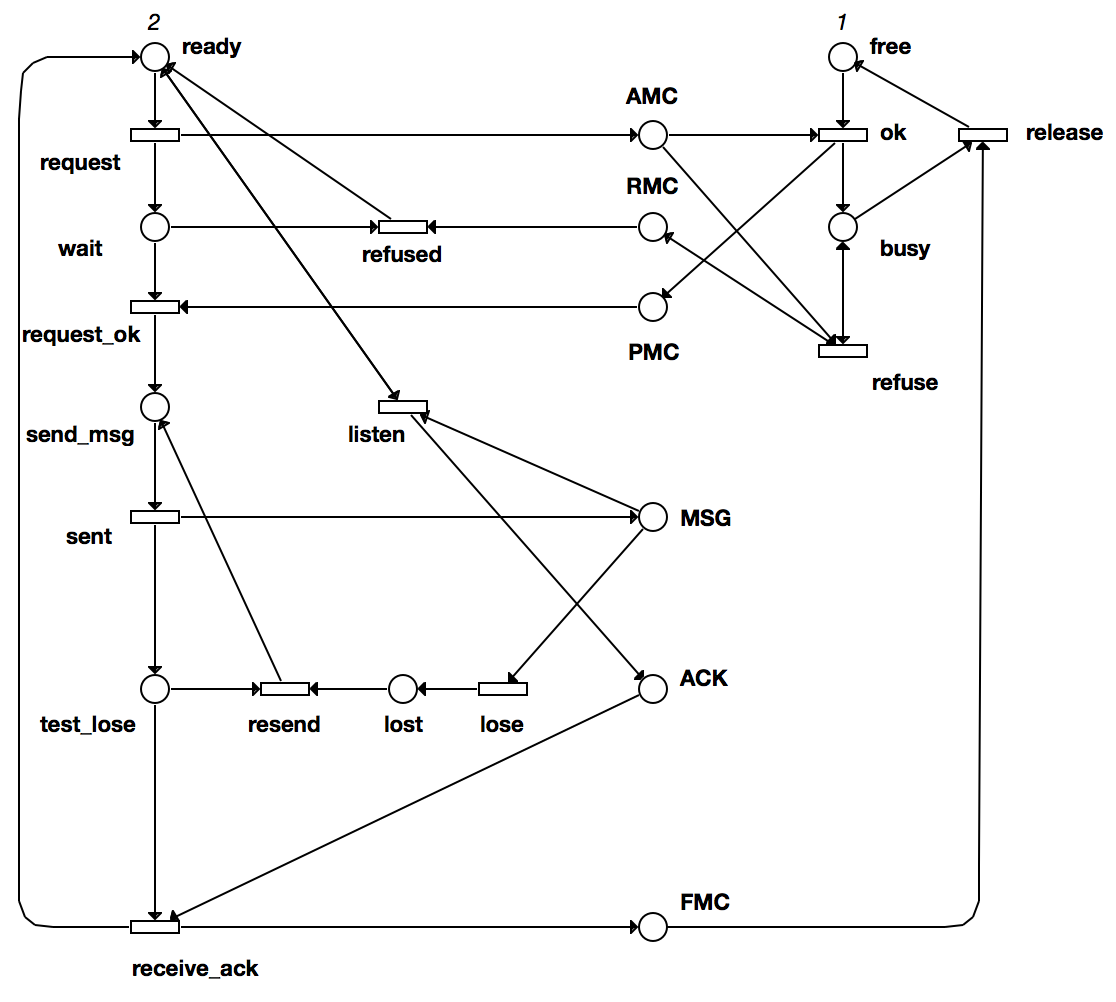 2
1
ready
free
AMC
ok
release
request
RMC
wait
refused
busy
request_ok
PMC
refuse
send_msg
listen
MSG
sent
ACK
test_lose
resend
lost
lose
FMC
receive_ack